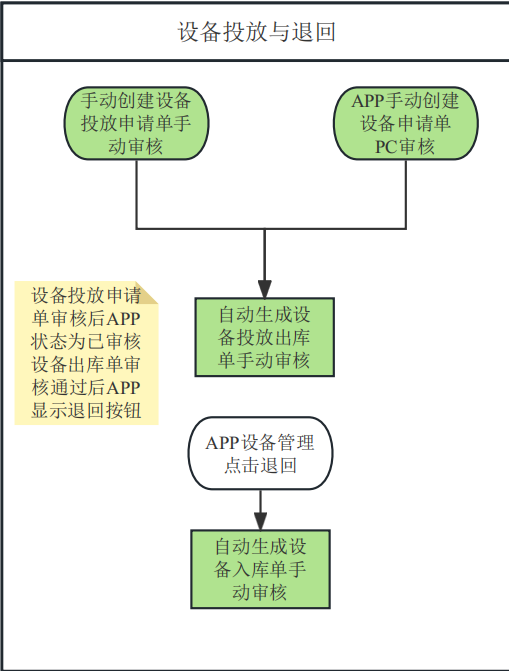 设备投放与退回
手动创建设备
投放申请单手
动审核
APP手动创建
设备申请单
PC审核
设备投放申请
单审核后APP
状态为已审核
设备出库单审
核通过后APP
显示退回按钮
自动生成设
备投放出库
单手动审核
APP设备管理
点击退回
自动生成设
备入库单手
动审核